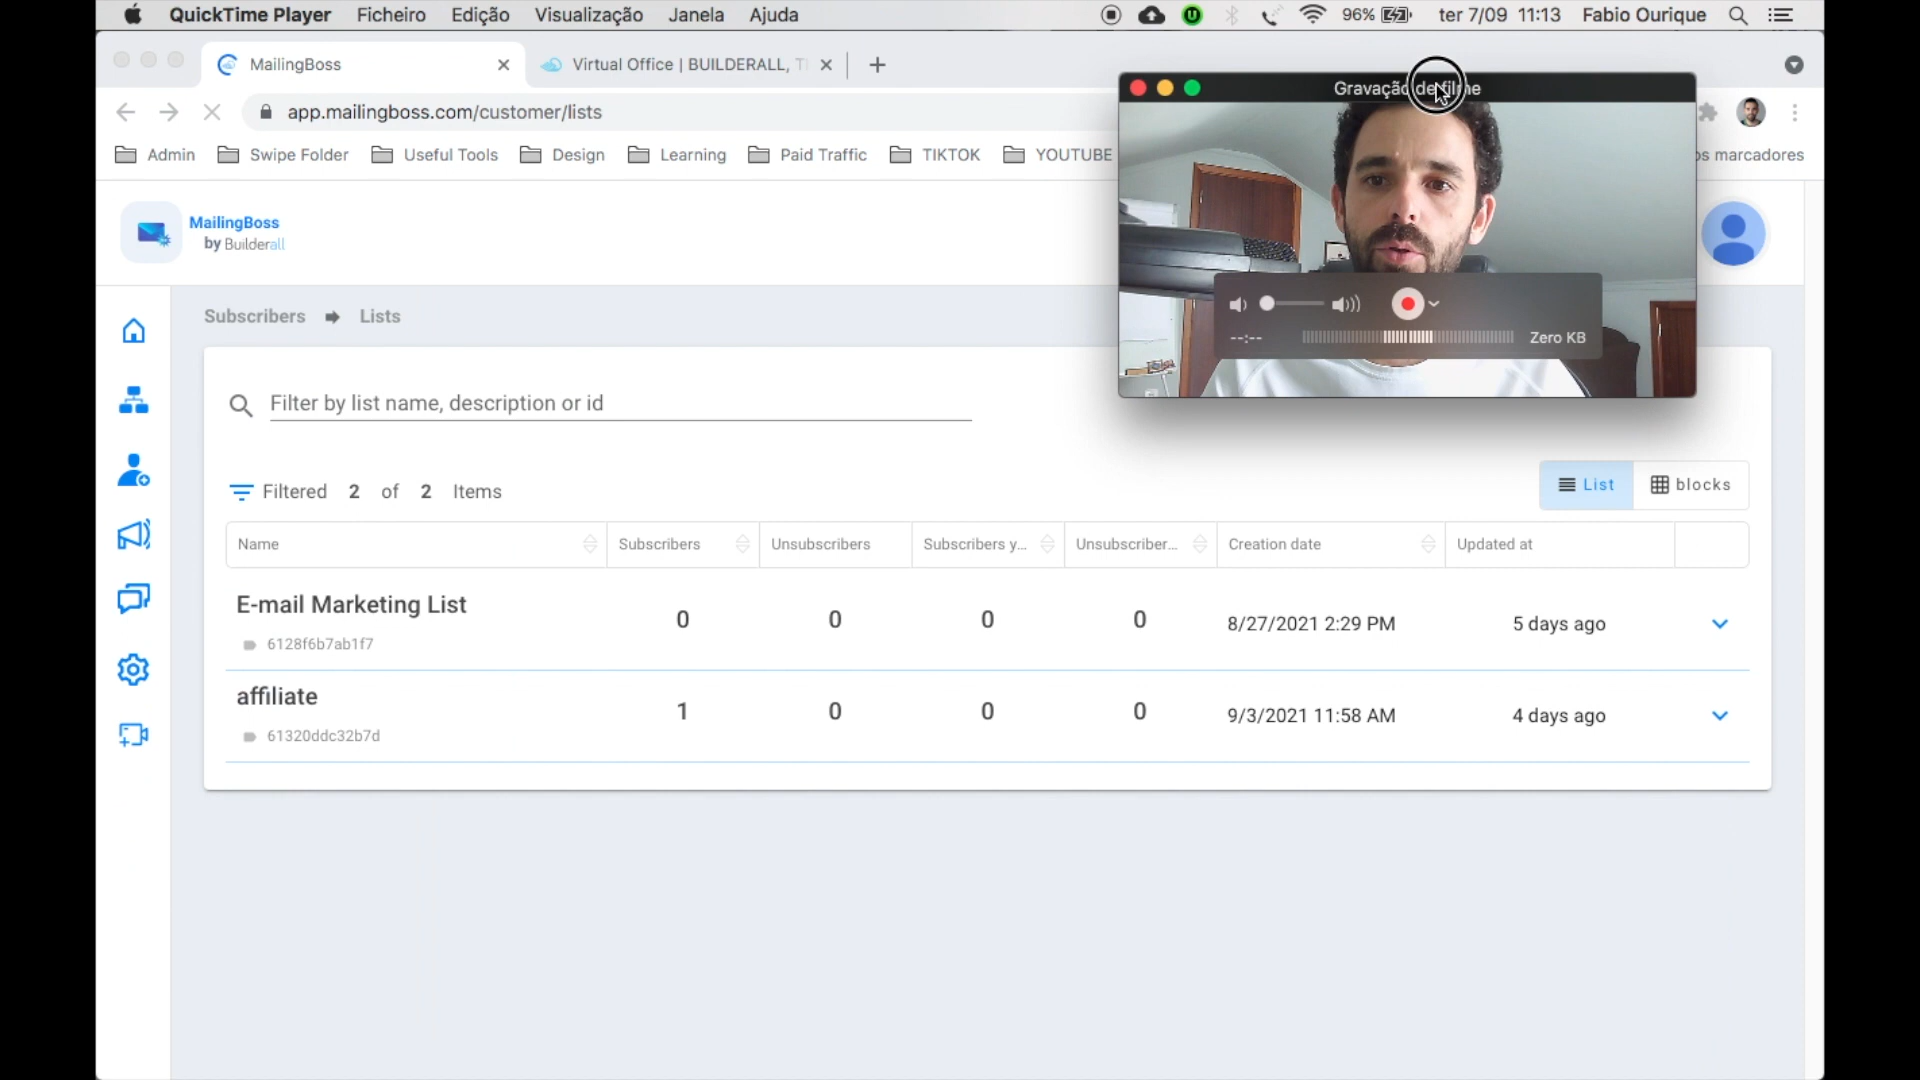 QuickTime Player Ficheiro Edição Visualização Janela Ajuda 96% ter 7/09 11:13 Fabio Ourique
MailingBoss Virtual Office | BUILDERALL,
Gravação de filme
app.mailingboss.com/customer/lists
Admin Swipe Folder Useful Tools Design Learning Paid Traffic TIKTOK YOUTUBE os marcadores
MailingBoss
by Builderall
--:-- Zero KB
Subscribers Lists
Filter by list name, description or id
Filtered 2 of 2 Items
List blocks
Name Subscribers Unsubscribers Subscribers y... Unsubscriber... Creation date Updated at
E-mail Marketing List 0 0 0 0 8/27/2021 2:29 PM 5 days ago
6128f6b7ab1f7
affiliate 1 0 0 0 9/3/2021 11:58 AM 4 days ago
61320ddc32b7d